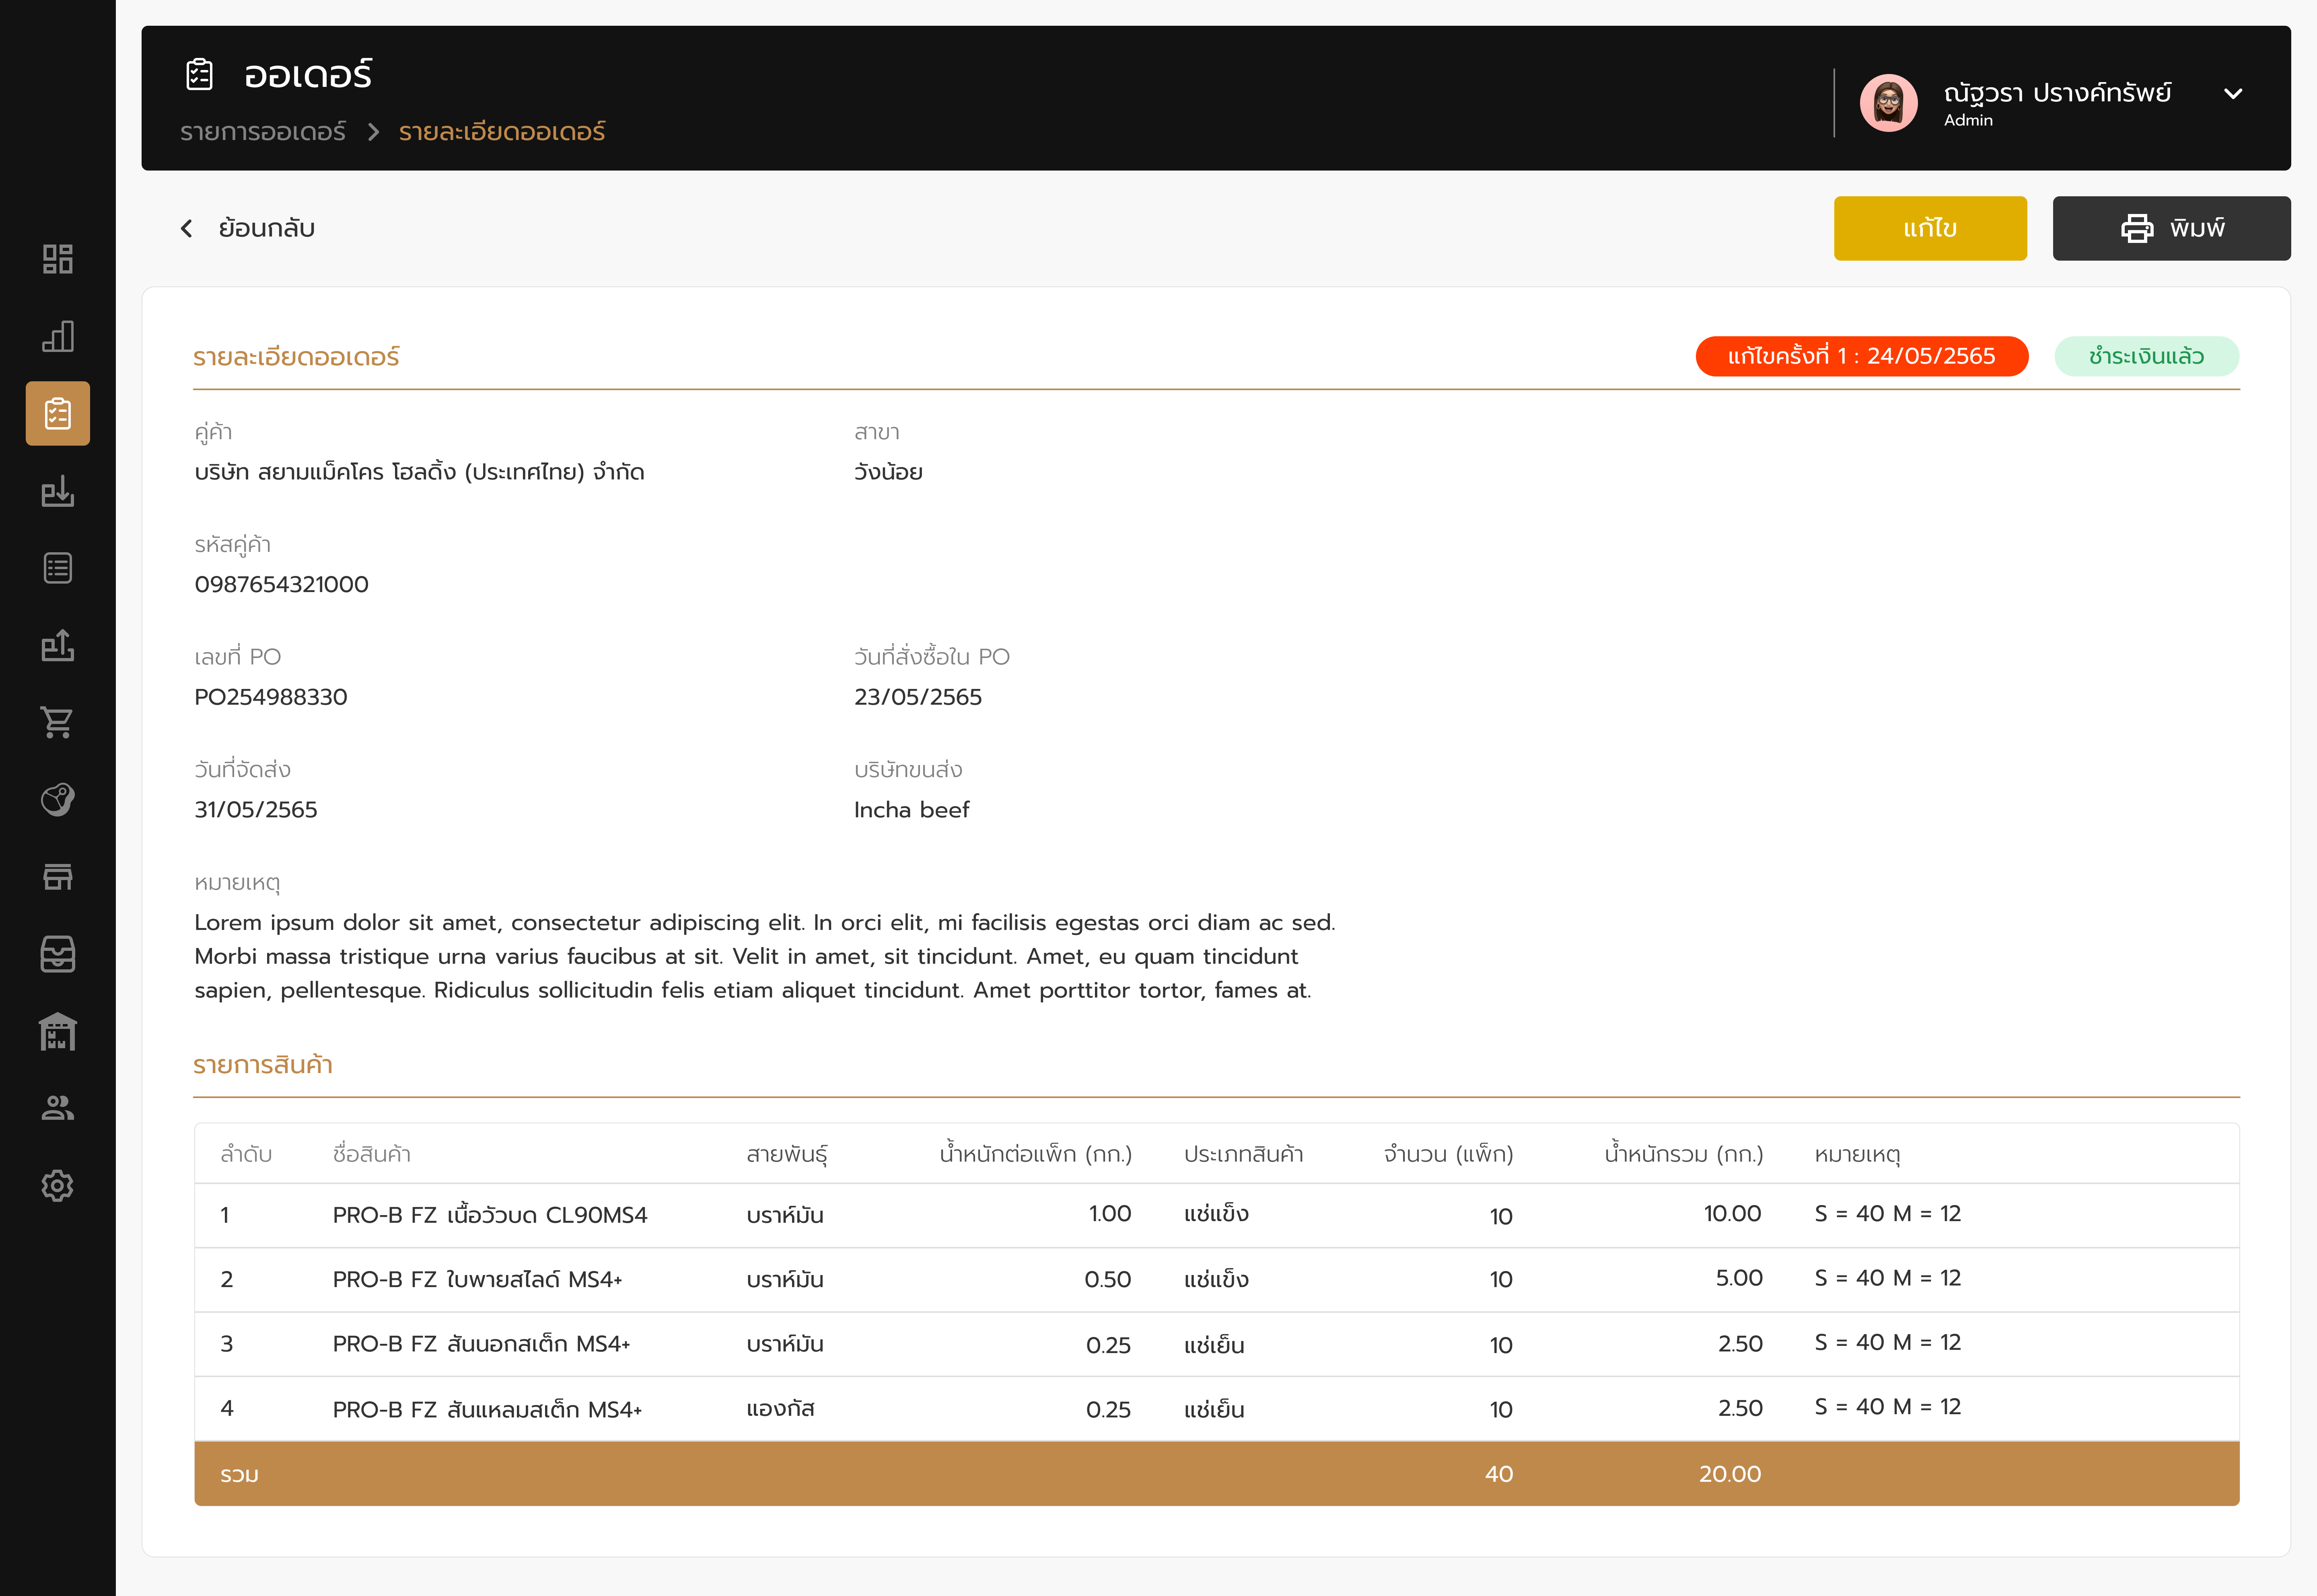 ออเดอร์
รายการออเดอร์ > รายละเอียดออเดอร์
ณัฐวรา ปรางค์ทรัพย์
Admin
ย้อนกลับ
แก้ไข
พิมพ์
รายละเอียดออเดอร์
แก้ไขครั้งที่ 1 : 24/05/2565
ชำระเงินแล้ว
คู่ค้า สาขา
บริษัท สยามแม็คโคร โฮลดิ้ง (ประเทศไทย) จำกัด วังน้อย
รหัสคู่ค้า
0987654321000
เลขที่ PO วันที่สั่งซื้อใน PO
PO254988330 23/05/2565
วันที่จัดส่ง บริษัทขนส่ง
31/05/2565 Incha beef
หมายเหตุ
Lorem ipsum dolor sit amet, consectetur adipiscing elit. In orci elit, mi facilisis egestas orci diam ac sed.
Morbi massa tristique urna varius faucibus at sit. Velit in amet, sit tincidunt. Amet, eu quam tincidunt
sapien, pellentesque. Ridiculus sollicitudin felis etiam aliquet tincidunt. Amet porttitor tortor, fames at.
รายการสินค้า
ลำดับ ชื่อสินค้า สายพันธุ์ น้ำหนักต่อแพ็ก (กก.) ประเภทสินค้า จำนวน (แพ็ก) น้ำหนักรวม (กก.) หมายเหตุ
1 PRO-B FZ เนื้อวัวบด CL90MS4 บราห์มัน 1.00 แช่แข็ง 10 10.00 S = 40 M = 12
2 PRO-B FZ ใบพายสไลด์ MS4+ บราห์มัน 0.50 แช่แข็ง 10 5.00 S = 40 M = 12
3 PRO-B FZ สันนอกสเต็ก MS4+ บราห์มัน 0.25 แช่เย็น 10 2.50 S = 40 M = 12
4 PRO-B FZ สันแหลมสเต็ก MS4+ แองกัส 0.25 แช่เย็น 10 2.50 S = 40 M = 12
รวม 40 20.00